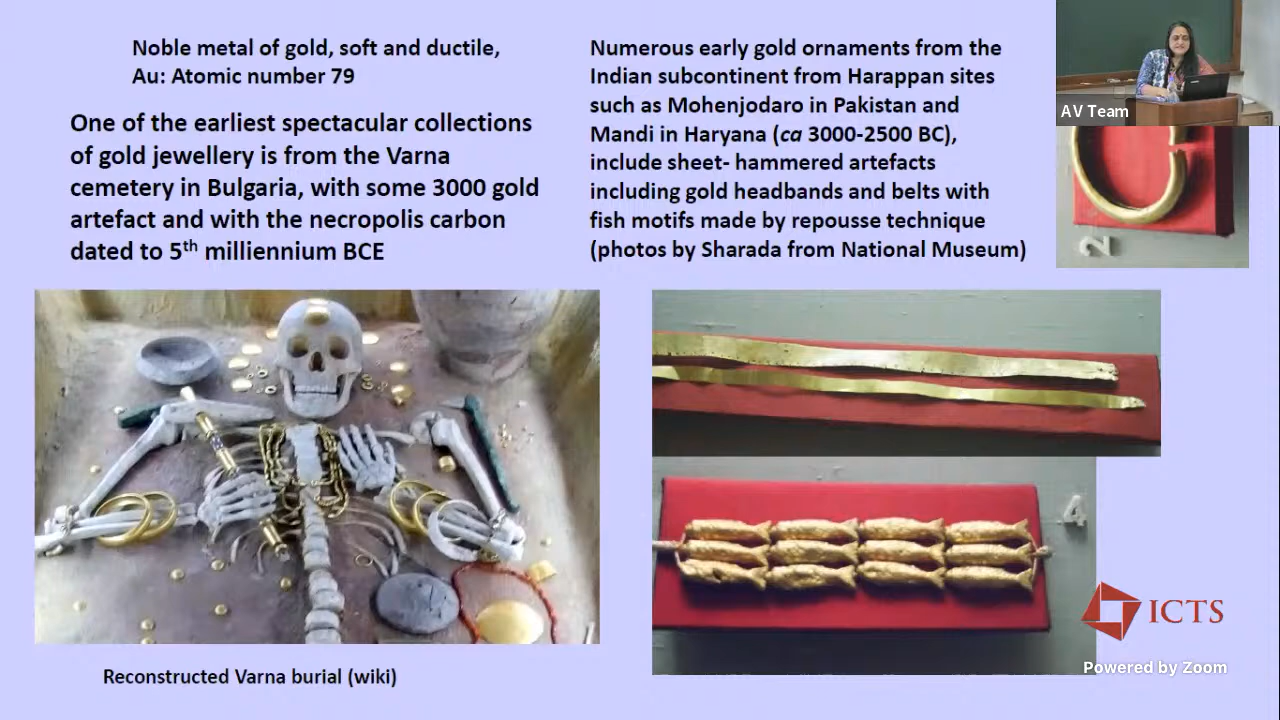 Noble metal of gold, soft and ductile,
Au: Atomic number 79
One of the earliest spectacular collections
of gold jewellery is from the Varna
cemetery in Bulgaria, with some 3000 gold
artefact and with the necropolis carbon
dated to 5th milliennium BCE
Numerous early gold ornaments from the
Indian subcontinent from Harappan sites
such as Mohenjodaro in Pakistan and
Mandi in Haryana (ca 3000-2500 BC),
include sheet- hammered artefacts
including gold headbands and belts with
fish motifs made by repousse technique
(photos by Sharada from National Museum)
AV Team
2
4
ICTS
Powered by Zoom
Reconstructed Varna burial (wiki)